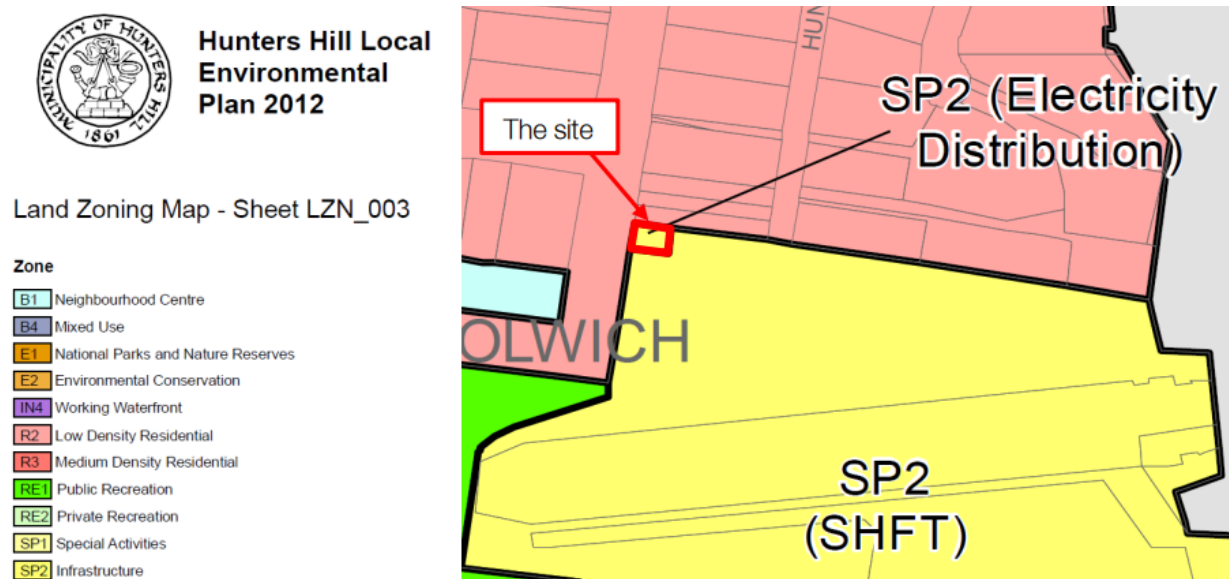 MUNICIPALITY OF HUNTERS HILL
1861
Hunters Hill Local
Environmental
Plan 2012
Land Zoning Map - Sheet LZN_003
Zone
B1 Neighbourhood Centre
B4 Mixed Use
E1 National Parks and Nature Reserves
E2 Environmental Conservation
IN4 Working Waterfront
R2 Low Density Residential
R3 Medium Density Residential
RE1 Public Recreation
RE2 Private Recreation
SP1 Special Activities
SP2 Infrastructure
HUN
SP2 (Electricity
Distribution)
The site
OLWICH
SP2
(SHFT)